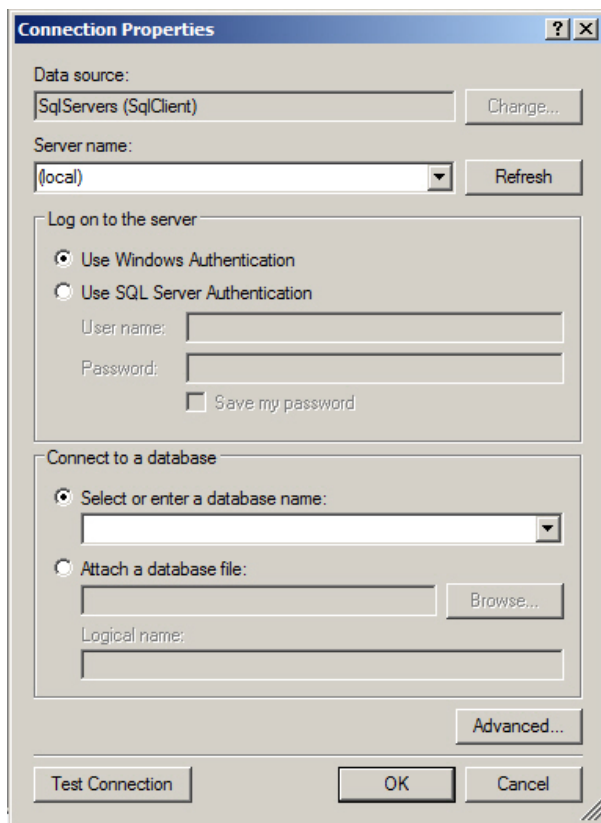 Connection Properties
Data source:
SqlServers (SqlClient)
Change...
Server name:
(local)
Refresh
Log on to the server
Use Windows Authentication
Use SQL Server Authentication
User name:
Password:
Save my password
Connect to a database
Select or enter a database name:
Attach a database file:
Browse...
Logical name:
Advanced...
Test Connection
OK
Cancel